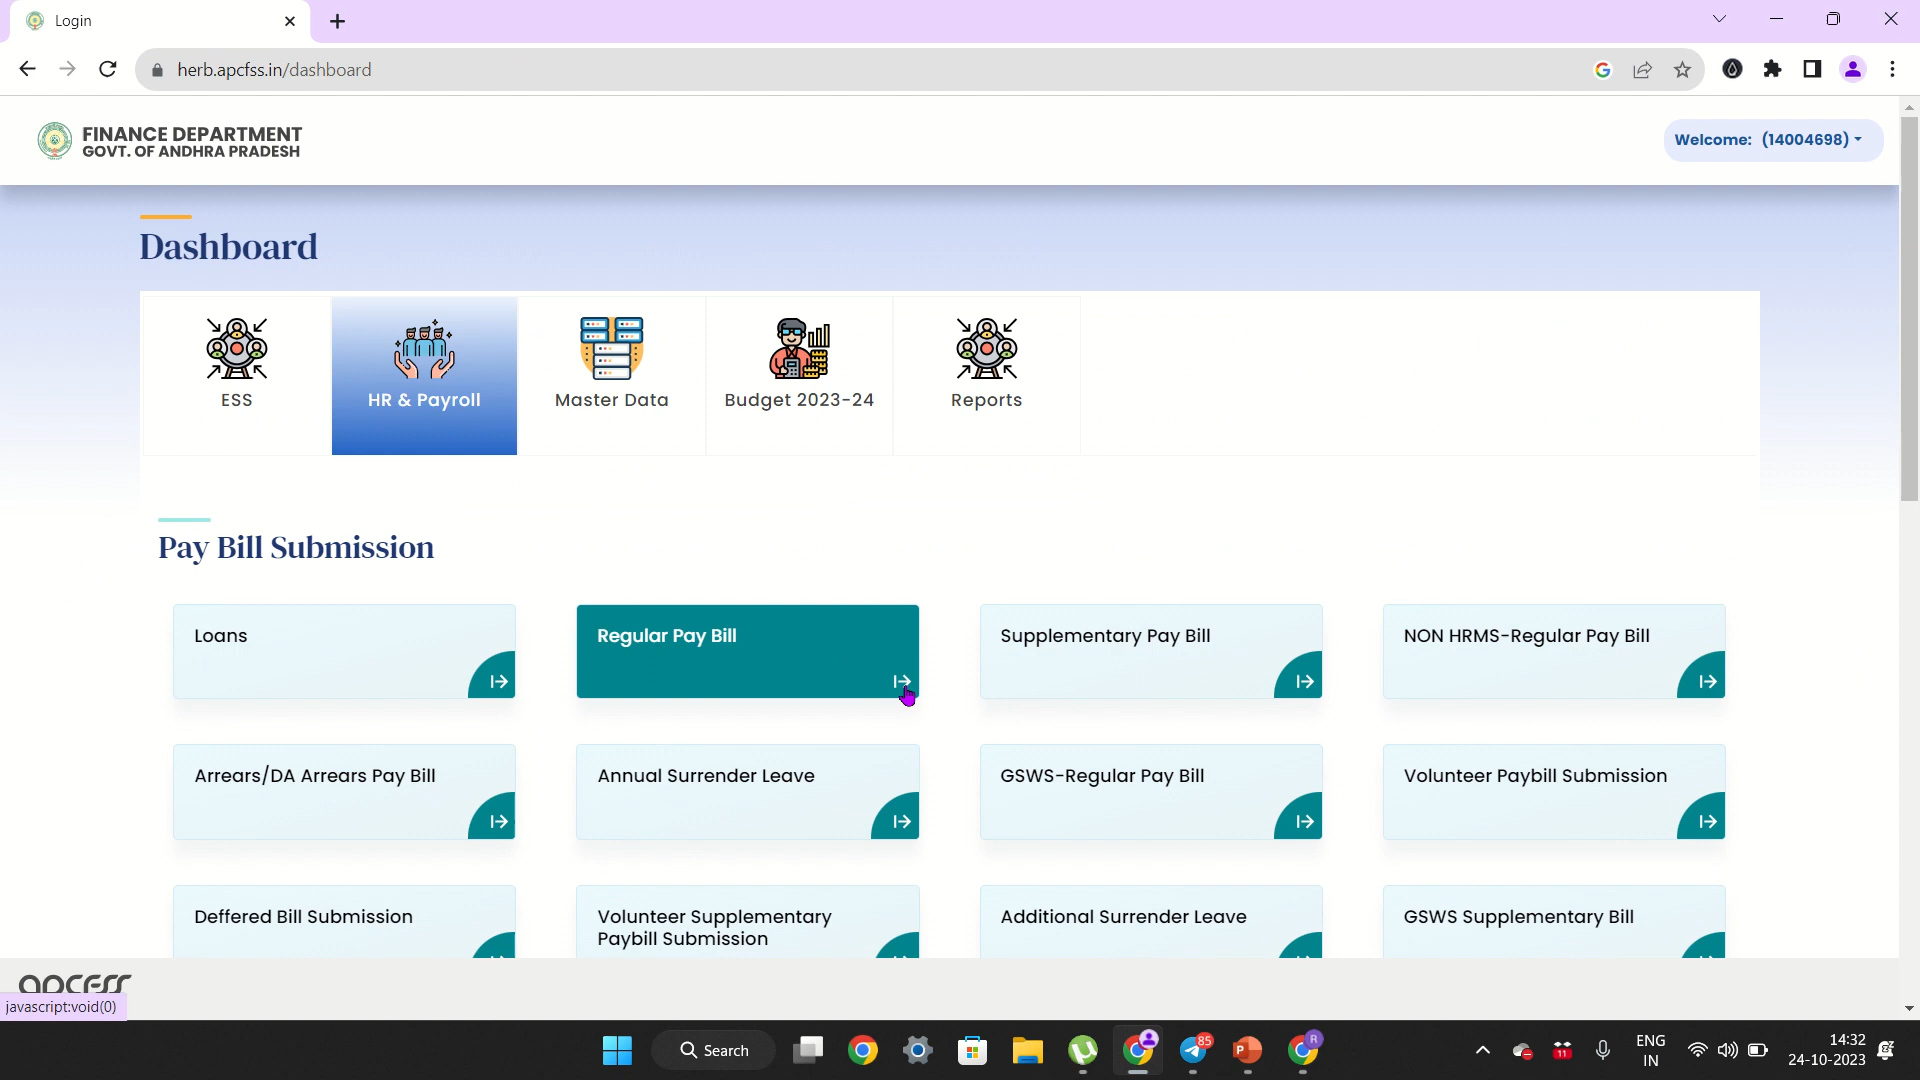 Login
herb.apcfss.in/dashboard
FINANCE DEPARTMENT
GOVT. OF ANDHRA PRADESH
Welcome: (14004698)
Dashboard
ESS
HR & Payroll
Master Data
Budget 2023-24
Reports
Pay Bill Submission
Loans
Regular Pay Bill
Supplementary Pay Bill
NON HRMS-Regular Pay Bill
Arrears/DA Arrears Pay Bill
Annual Surrender Leave
GSWS-Regular Pay Bill
Volunteer Paybill Submission
Deffered Bill Submission
Volunteer Supplementary
Paybill Submission
Additional Surrender Leave
GSWS Supplementary Bill
apcfss
javascript:void(0)
Search
85
P
R
11
ENG
IN
14:32
24-10-2023